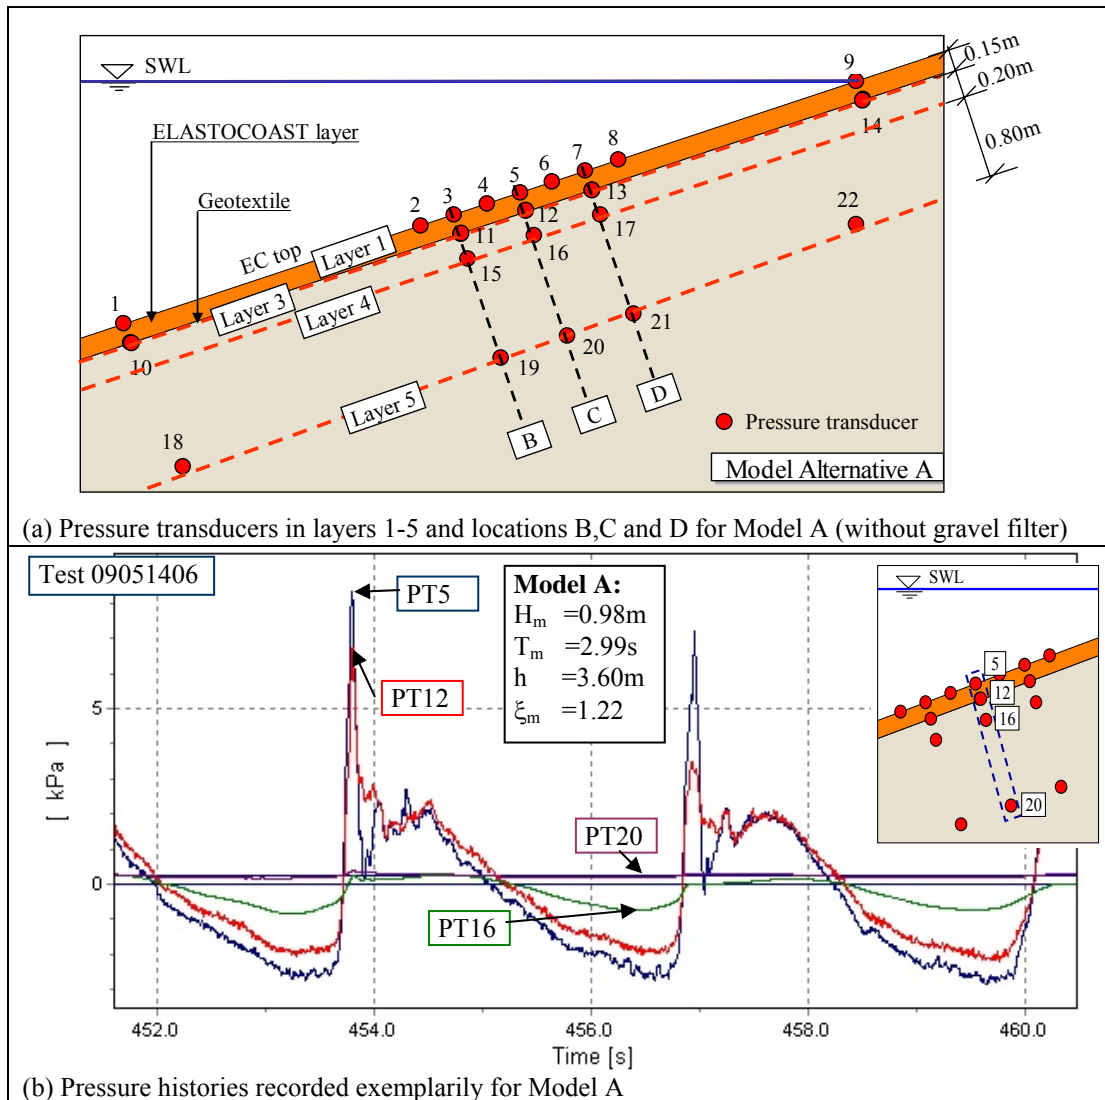 SWL
9
0.15m
0.20m
0.80m
ELASTOCOAST layer
Geotextile
EC top
Layer 1
Layer 3
Layer 4
Layer 5
1
2
3
4
5
6
7
8
10
11
12
13
14
15
16
17
18
19
20
21
22
B
C
D
Pressure transducer
Model Alternative A
(a) Pressure transducers in layers 1-5 and locations B,C and D for Model A (without gravel filter)
Test 09051406
PT5
PT12
Model A:
Hm =0.98m
Tm =2.99s
h =3.60m
ξm =1.22
SWL
5
12
16
20
PT20
PT16
[ kPa ]
5
0
452.0
454.0
456.0
458.0
460.0
Time [s]
(b) Pressure histories recorded exemplarily for Model A